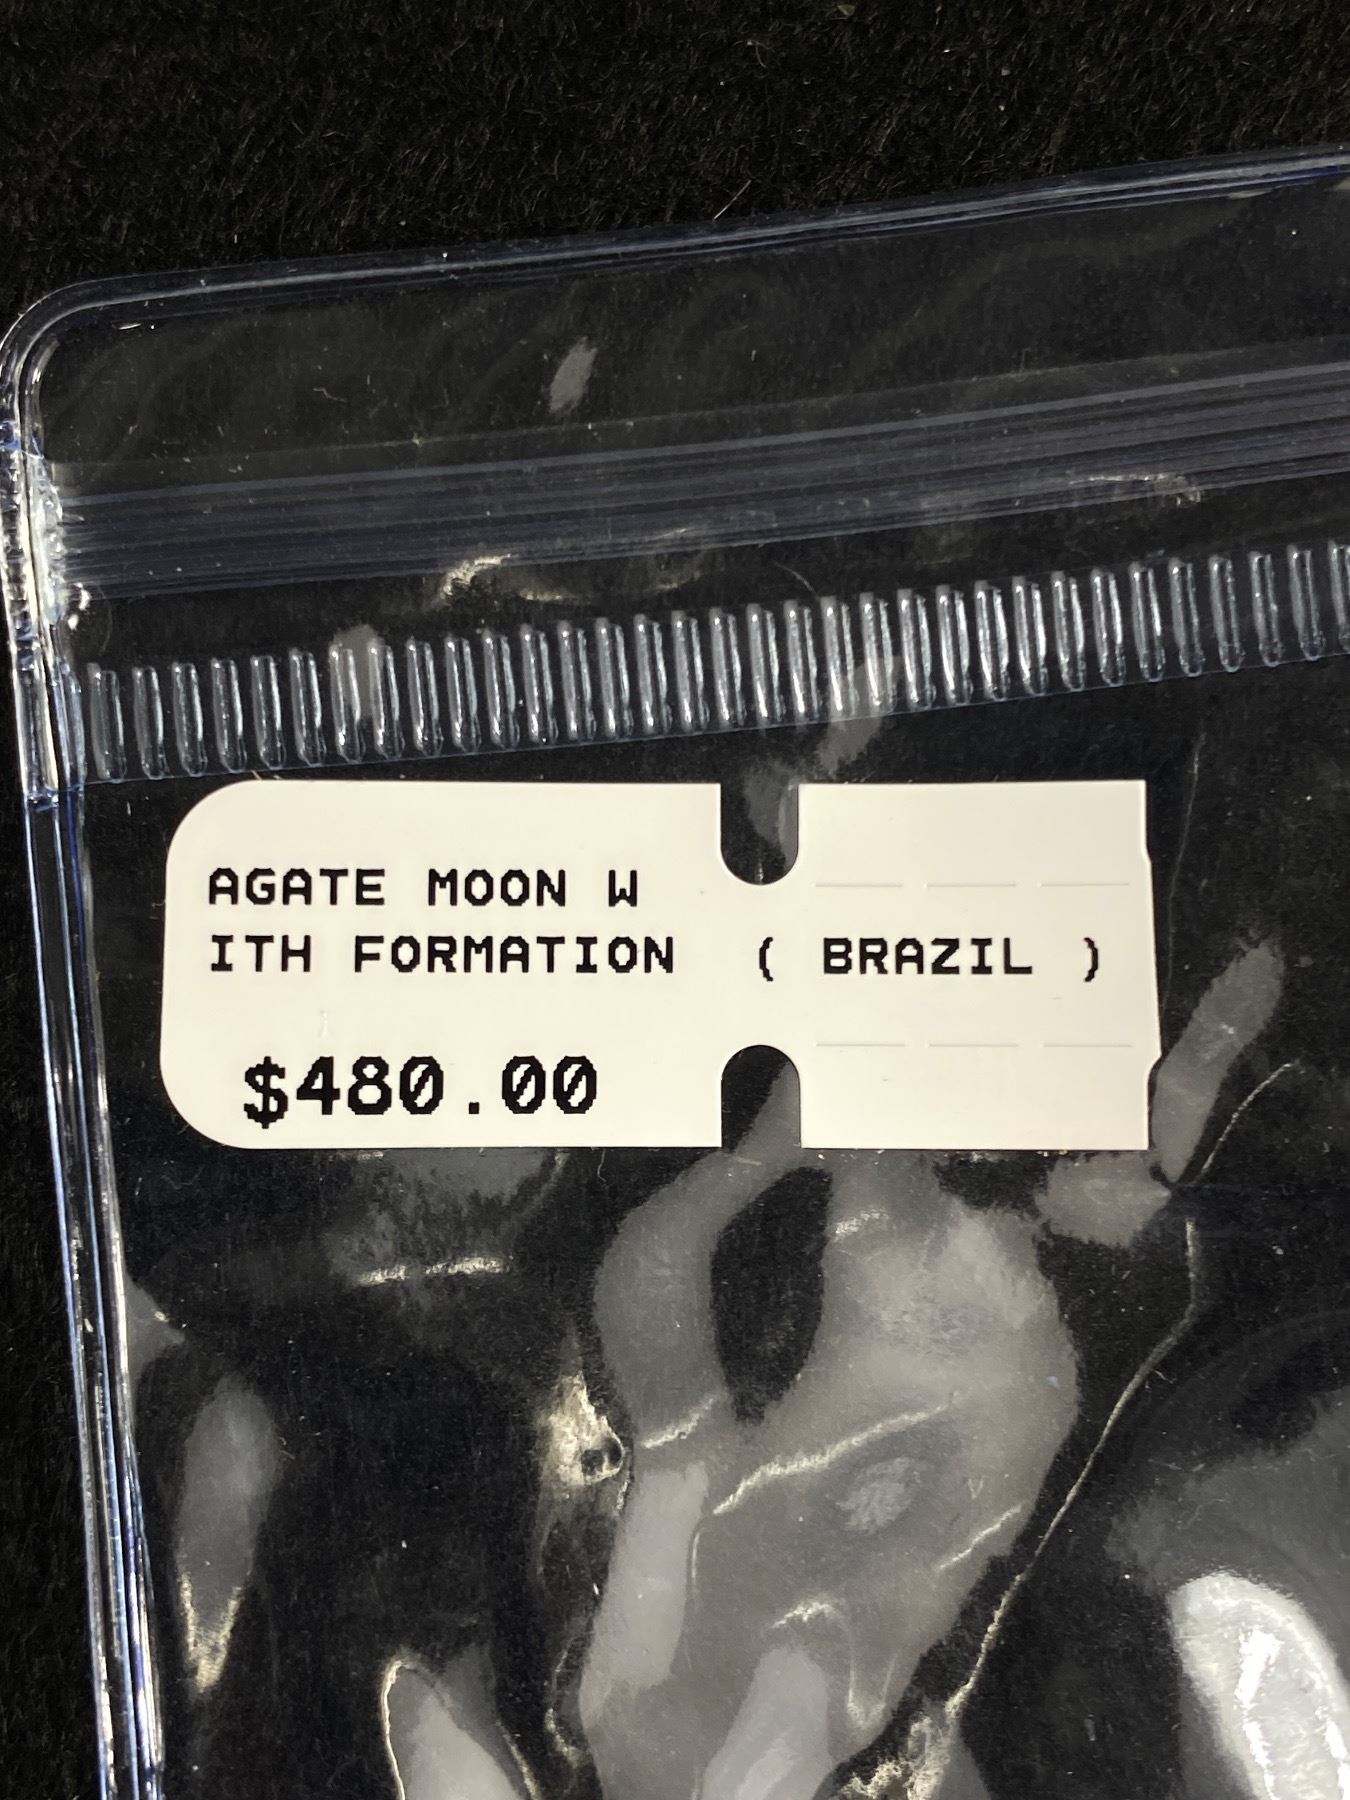 AGATE MOON W
ITH FORMATION ( BRAZIL )
$480.00